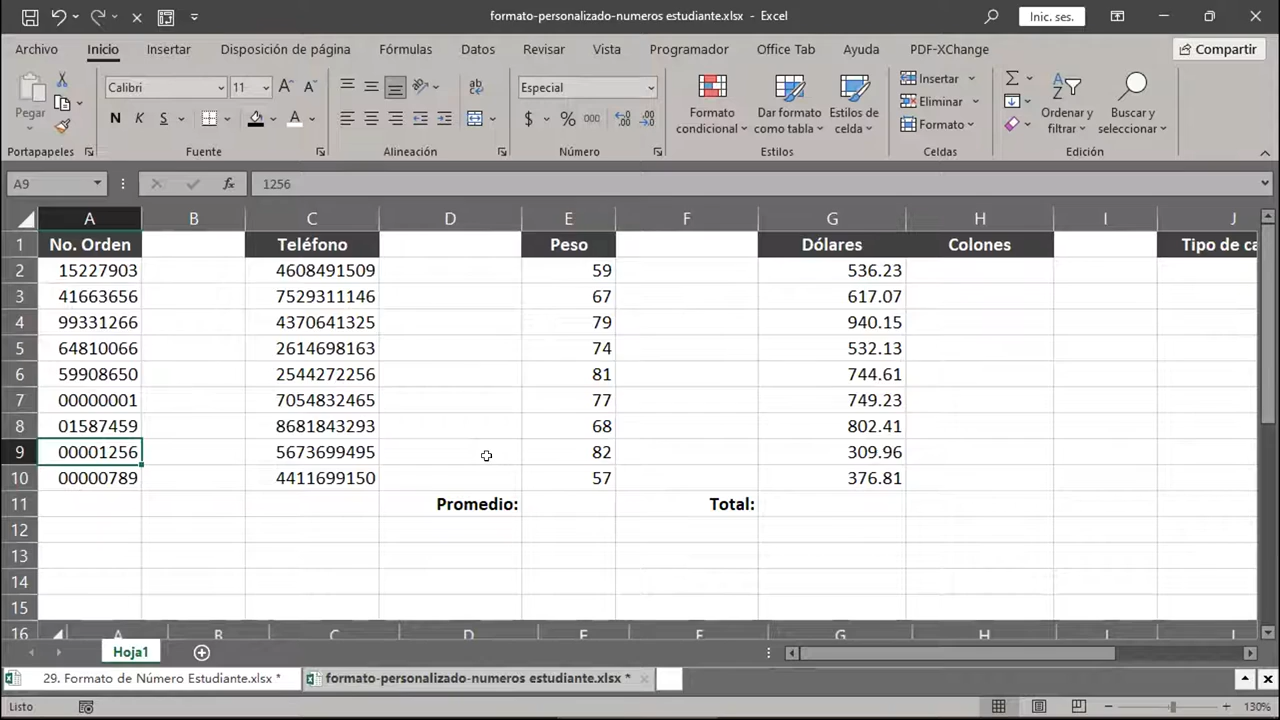 formato-personalizado-numeros estudiante.xlsx - Excel
Inic. ses.
Archivo Inicio Insertar Disposición de página Fórmulas Datos Revisar Vista Programador Office Tab Ayuda PDF-XChange Compartir
Pegar
Portapapeles
Calibri 11
N K S
Fuente
Alineación
Especial
$ % 000
Número
Formato condicional
Dar formato como tabla
Estilos de celda
Estilos
Insertar
Eliminar
Formato
Celdas
Ordenar y filtrar
Buscar y seleccionar
Edición
A9 fx 1256
A B C D E F G H I J
1 No. Orden Teléfono Peso Dólares Colones Tipo de ca
2 15227903 4608491509 59 536.23
3 41663656 7529311146 67 617.07
4 99331266 4370641325 79 940.15
5 64810066 2614698163 74 532.13
6 59908650 2544272256 81 744.61
7 00000001 7054832465 77 749.23
8 01587459 8681843293 68 802.41
9 00001256 5673699495 82 309.96
10 00000789 4411699150 57 376.81
11 Promedio: Total:
12
13
14
15
16
Hoja1
29. Formato de Número Estudiante.xlsx * formato-personalizado-numeros estudiante.xlsx *
Listo 130%